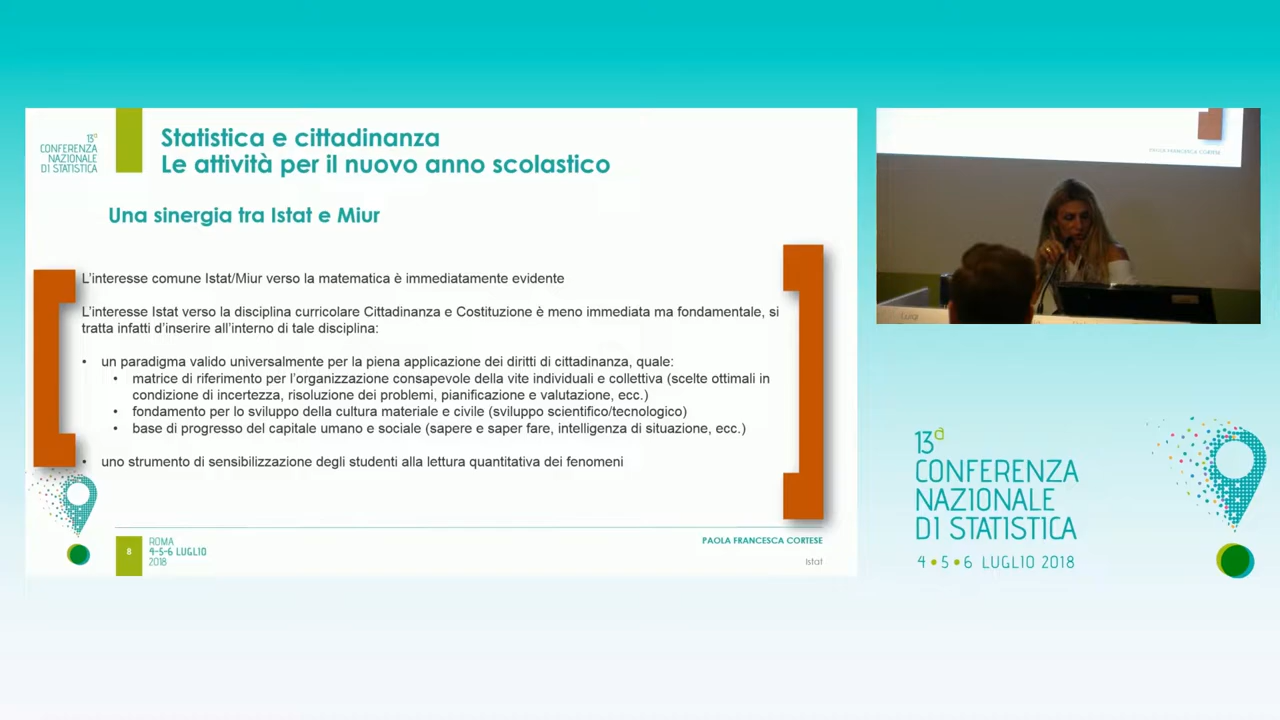 13a
CONFERENZA
NAZIONALE
DI STATISTICA
Statistica e cittadinanza
Le attività per il nuovo anno scolastico
Una sinergia tra Istat e Miur
L'interesse comune Istat/Miur verso la matematica è immediatamente evidente
L'interesse Istat verso la disciplina curricolare Cittadinanza e Costituzione è meno immediata ma fondamentale, si
tratta infatti d'inserire all'interno di tale disciplina:
• un paradigma valido universalmente per la piena applicazione dei diritti di cittadinanza, quale:
• matrice di riferimento per l'organizzazione consapevole della vite individuali e collettiva (scelte ottimali in
condizione di incertezza, risoluzione dei problemi, pianificazione e valutazione, ecc.)
• fondamento per lo sviluppo della cultura materiale e civile (sviluppo scientifico/tecnologico)
• base di progresso del capitale umano e sociale (sapere e saper fare, intelligenza di situazione, ecc.)
• uno strumento di sensibilizzazione degli studenti alla lettura quantitativa dei fenomeni
8
ROMA
4-5-6 LUGLIO
2018
PAOLA FRANCESCA CORTESE
Istat
PAOLA FRANCESCA CORTESE
Luigi
13a
CONFERENZA
NAZIONALE
DI STATISTICA
4 • 5 • 6 LUGLIO 2018